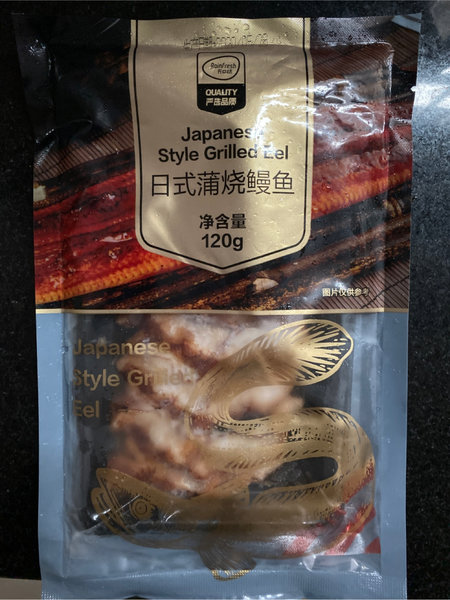 RainFresh
QUALITY
严选品质
Japanese
Style Grilled Eel
日式蒲烧鳗鱼
净含量
120g
图片仅供参考
Japanese
Style Grilled
Eel